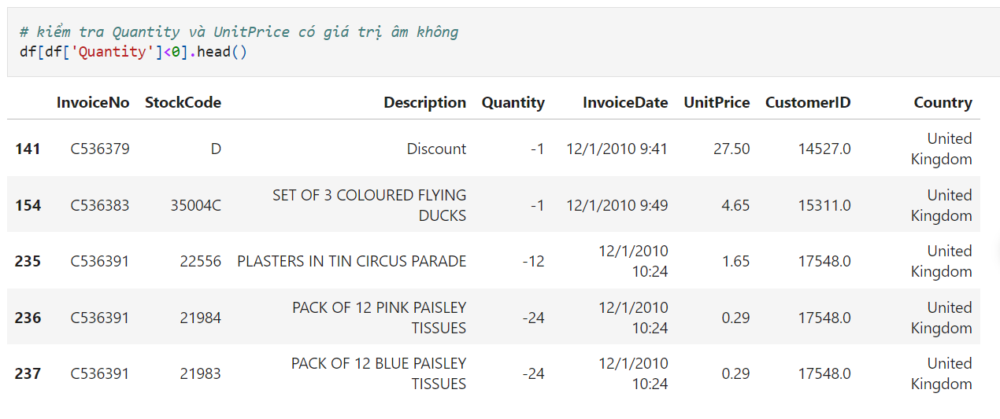 # kiểm tra Quantity và UnitPrice có giá trị âm không
df[df['Quantity']<0].head()
InvoiceNo StockCode Description Quantity InvoiceDate UnitPrice CustomerID Country
141 C536379 D Discount -1 12/1/2010 9:41 27.50 14527.0 United Kingdom
154 C536383 35004C SET OF 3 COLOURED FLYING DUCKS -1 12/1/2010 9:49 4.65 15311.0 United Kingdom
235 C536391 22556 PLASTERS IN TIN CIRCUS PARADE -12 12/1/2010 10:24 1.65 17548.0 United Kingdom
236 C536391 21984 PACK OF 12 PINK PAISLEY TISSUES -24 12/1/2010 10:24 0.29 17548.0 United Kingdom
237 C536391 21983 PACK OF 12 BLUE PAISLEY TISSUES -24 12/1/2010 10:24 0.29 17548.0 United Kingdom